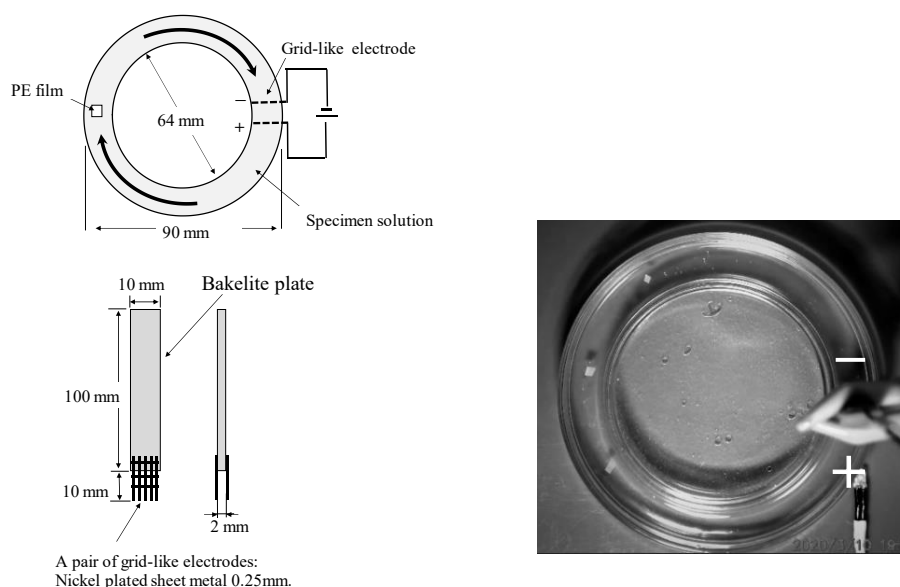 Grid-like electrode
PE film
−
+
64 mm
Specimen solution
90 mm
10 mm
Bakelite plate
100 mm
10 mm
2 mm
A pair of grid-like electrodes:
Nickel plated sheet metal 0.25mm.
−
+